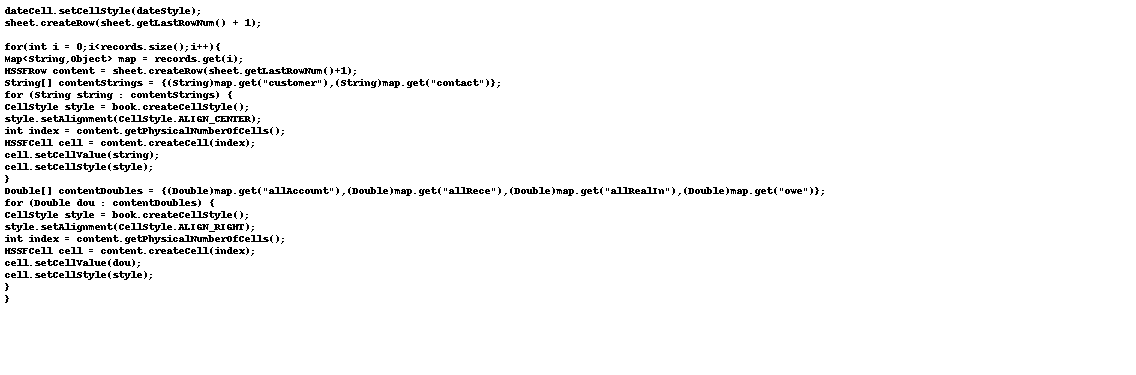 dateCell.setCellStyle(dateStyle);
sheet.createRow(sheet.getLastRowNum() + 1);
for(int i = 0;i<records.size();i++){
Map<String,Object> map = records.get(i);
HSSFRow content = sheet.createRow(sheet.getLastRowNum()+1);
String[] contentStrings = {(String)map.get("customer"),(String)map.get("contact")};
for (String string : contentStrings) {
CellStyle style = book.createCellStyle();
style.setAlignment(CellStyle.ALIGN_CENTER);
int index = content.getPhysicalNumberOfCells();
HSSFCell cell = content.createCell(index);
cell.setCellValue(string);
cell.setCellStyle(style);
}
Double[] contentDoubles = {(Double)map.get("allAccount"),(Double)map.get("allRece"),(Double)map.get("allRealIn"),(Double)map.get("owe")};
for (Double dou : contentDoubles) {
CellStyle style = book.createCellStyle();
style.setAlignment(CellStyle.ALIGN_RIGHT);
int index = content.getPhysicalNumberOfCells();
HSSFCell cell = content.createCell(index);
cell.setCellValue(dou);
cell.setCellStyle(style);
}
}